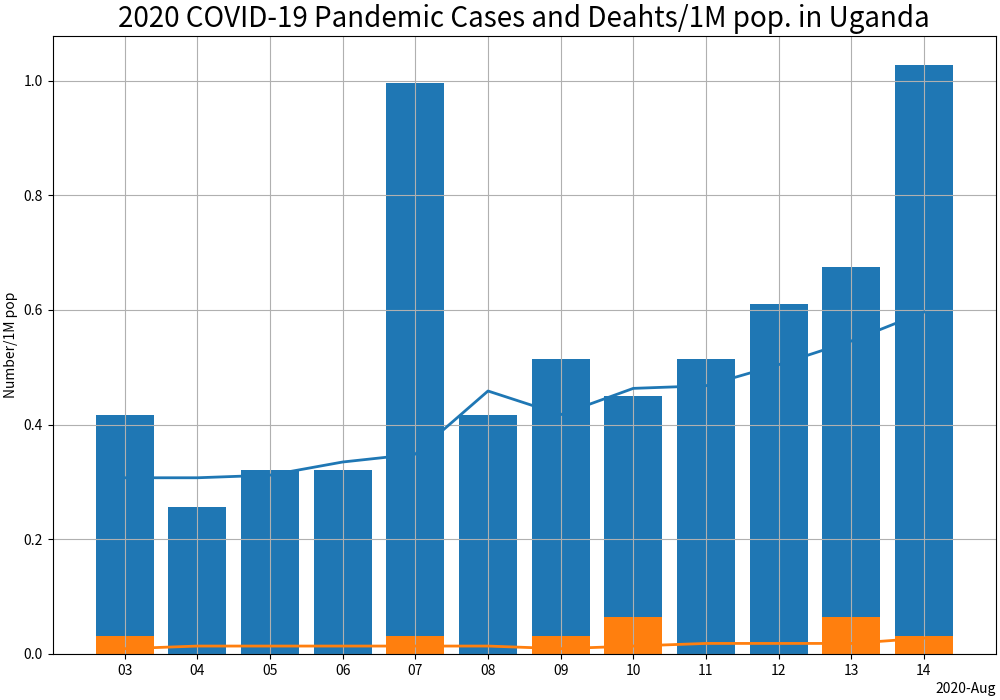 2020 COVID-19 Pandemic Cases and Deahts/1M pop. in Uganda
Number/1M pop
1.0
0.8
0.6
0.4
0.2
0.0
03 04 05 06 07 08 09 10 11 12 13 14
2020-Aug